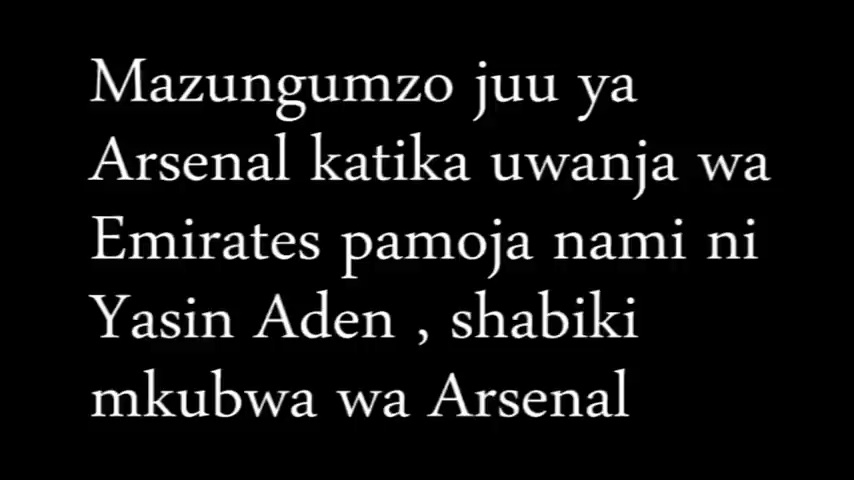 Mazungumzo juu ya
Arsenal katika uwanja wa
Emirates pamoja nami ni
Yasin Aden , shabiki
mkubwa wa Arsenal